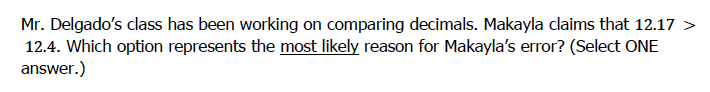 Mr. Delgado's class has been working on comparing decimals. Makayla claims that 12.17 >
12.4. Which option represents the most likely reason for Makayla's error? (Select ONE
answer.)